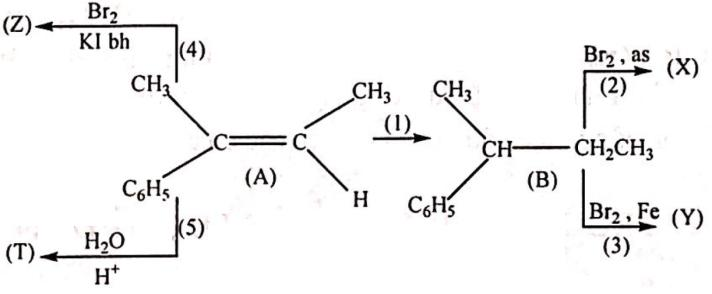 (Z) Br₂ KI bh (4)
Br₂ , as (2) (X)
CH₃ CH₃ (1) CH₃
C = C CH — CH₂CH₃
C₆H₅ (A) H C₆H₅ (B)
(5) Br₂ , Fe (3) (Y)
(T) H₂O H⁺